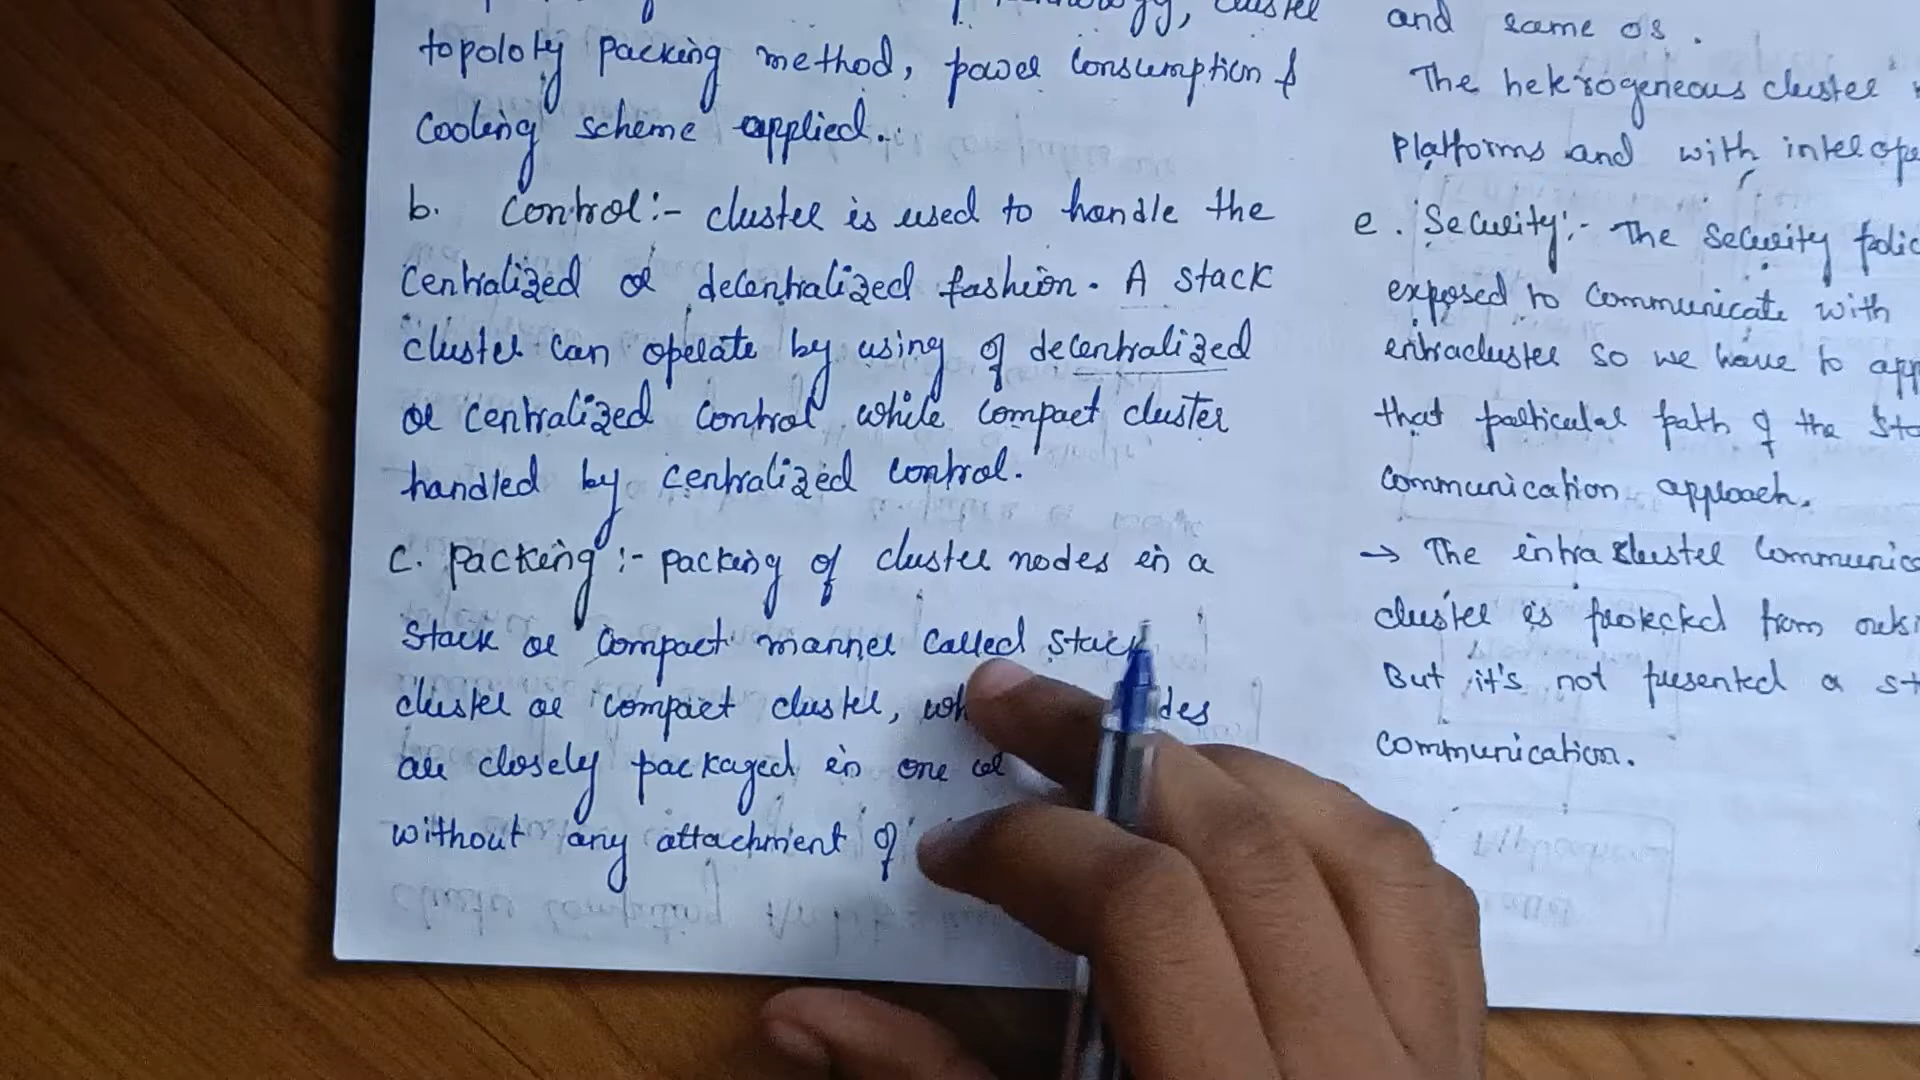 cluster
topoloty packing method, power consumption &
cooling scheme applied.
b. Control:- cluster is used to handle the
centralized or decentralized fashion. A stack
cluster can operate by using of decentralized
or centralized control while compact cluster
handled by centralized control.
c. packing :- packing of cluster nodes in a
stack or compact manner called stack
cluster or compact cluster,
are closely packaged in one or
without any attachment of
and same os.
The heterogeneous cluster
Platforms and with
e. Security:- The security
exposed to communicate with
intracluster so we have to
that particular path of the
communication approach.
→ The intra cluster
cluster is protected from
But it's not presented a
communication.